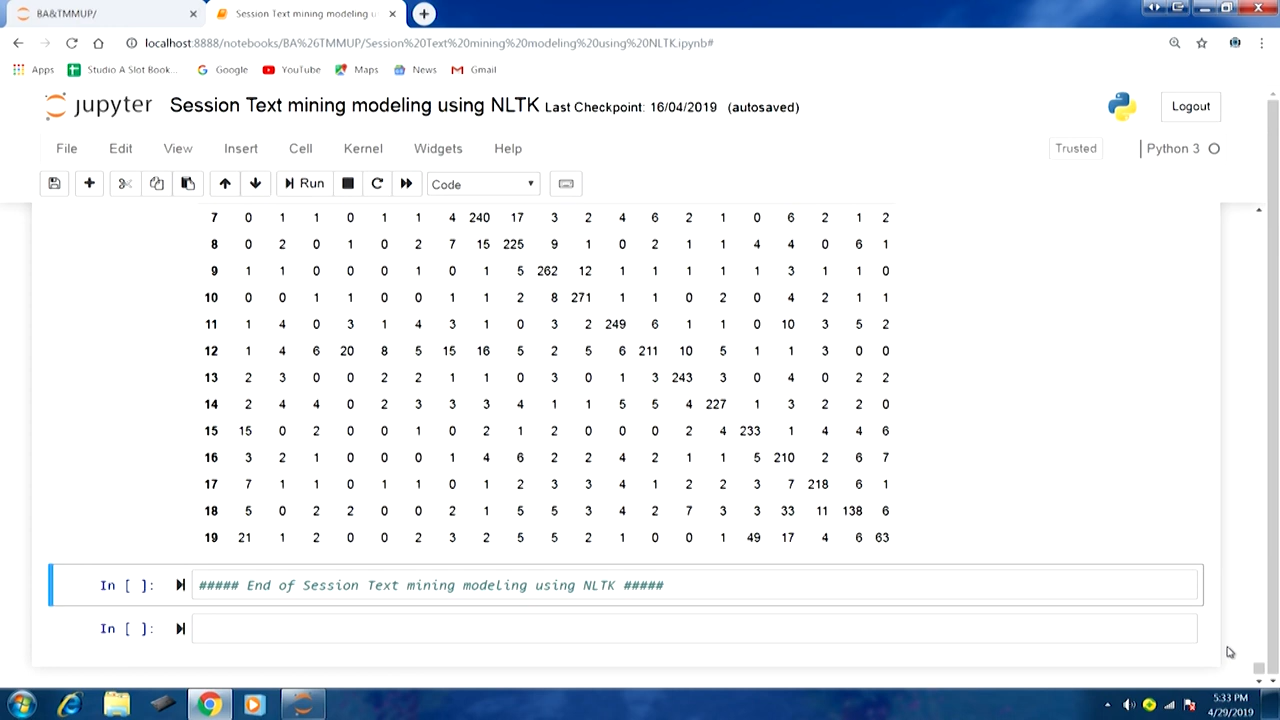 BA&TMMUP/
Session Text mining modeling u
localhost:8888/notebooks/BA%26TMMUP/Session%20Text%20mining%20modeling%20using%20NLTK.ipynb#
Apps Studio A Slot Book... Google YouTube Maps News Gmail
jupyter Session Text mining modeling using NLTK Last Checkpoint: 16/04/2019 (autosaved)
Logout
File Edit View Insert Cell Kernel Widgets Help Trusted Python 3
Run Code
7 0 1 1 0 1 1 4 240 17 3 2 4 6 2 1 0 6 2 1 2
8 0 2 0 1 0 2 7 15 225 9 1 0 2 1 1 4 4 0 6 1
9 1 1 0 0 0 1 0 1 5 262 12 1 1 1 1 1 3 1 1 0
10 0 0 1 1 0 0 1 1 2 8 271 1 1 0 2 0 4 2 1 1
11 1 4 0 3 1 4 3 1 0 3 2 249 6 1 1 0 10 3 5 2
12 1 4 6 20 8 5 15 16 5 2 5 6 211 10 5 1 1 3 0 0
13 2 3 0 0 2 2 1 1 0 3 0 1 3 243 3 0 4 0 2 2
14 2 4 4 0 2 3 3 3 4 1 1 5 5 4 227 1 3 2 2 0
15 15 0 2 0 0 1 0 2 1 2 0 0 0 2 4 233 1 4 4 6
16 3 2 1 0 0 0 1 4 6 2 2 4 2 1 1 5 210 2 6 7
17 7 1 1 0 1 1 0 1 2 3 3 4 1 2 2 3 7 218 6 1
18 5 0 2 2 0 0 2 1 5 5 3 4 2 7 3 3 33 11 138 6
19 21 1 2 0 0 2 3 2 5 5 2 1 0 0 1 49 17 4 6 63
In [ ]: ##### End of Session Text mining modeling using NLTK #####
In [ ]:
5:33 PM
4/29/2019